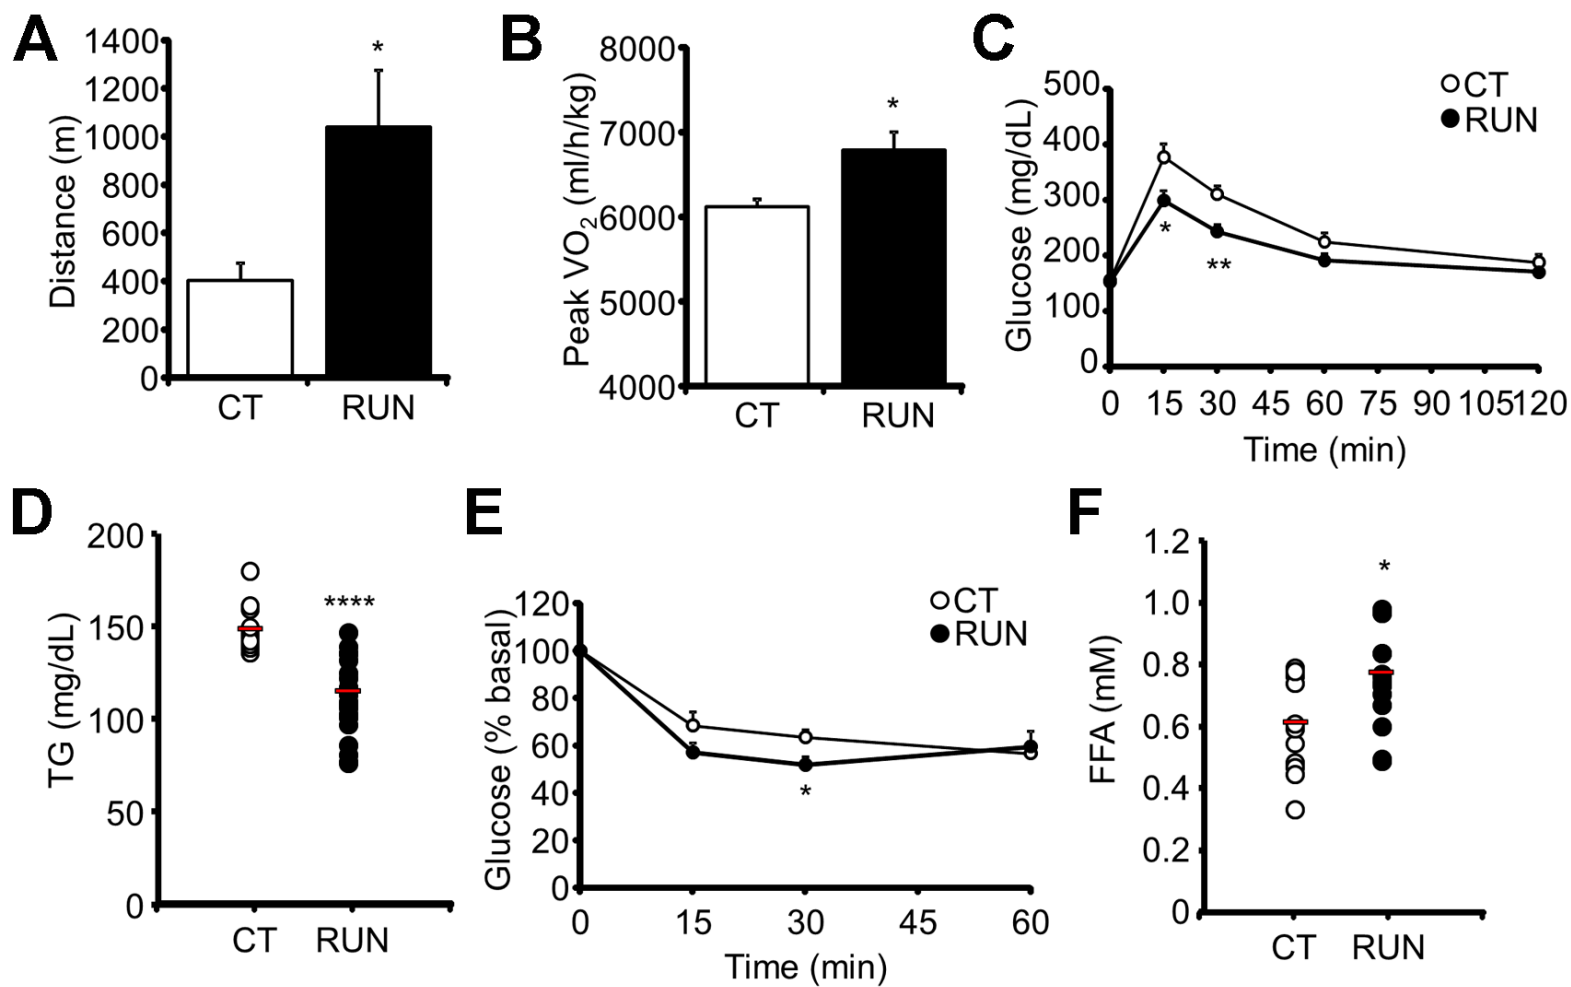 A
Distance (m)
1400
1200
1000
800
600
400
200
0
*
CT RUN
B
Peak VO2 (ml/h/kg)
8000
7000
6000
5000
4000
*
CT RUN
C
Glucose (mg/dL)
500
400
300
200
100
0
CT
RUN
*
**
0 15 30 45 60 75 90 105 120
Time (min)
D
TG (mg/dL)
200
150
100
50
0
****
CT RUN
E
Glucose (% basal)
120
100
80
60
40
20
0
CT
RUN
*
0 15 30 45 60
Time (min)
F
FFA (mM)
1.2
1.0
0.8
0.6
0.4
0.2
0
*
CT RUN